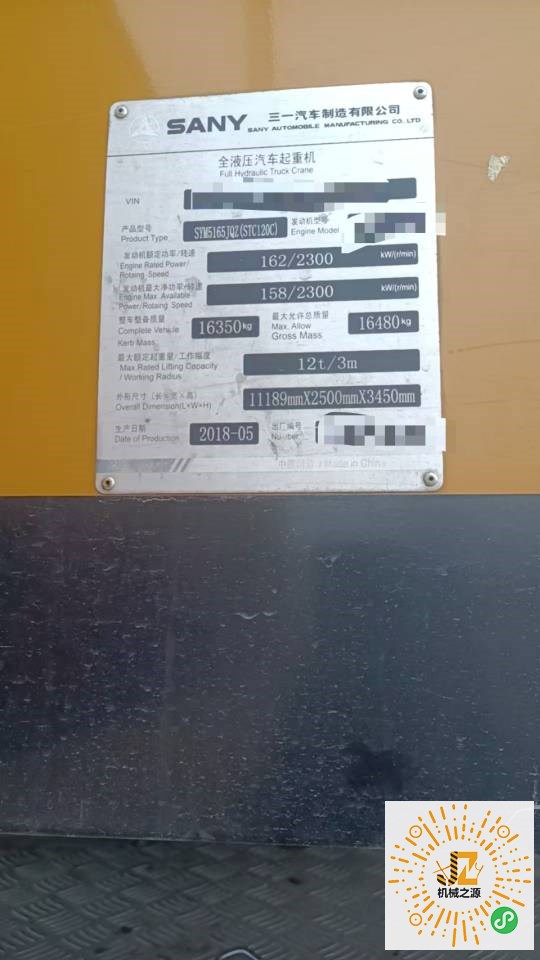 SANY 三一汽车制造有限公司
SANY AUTOMOBILE MANUFACTURING CO. LTD
全液压汽车起重机
Full Hydraulic Truck Crane
VIN
产品型号 SYM5165JQZ(STC120C) 发动机型号
Product Type Engine Model
发动机额定功率/转速 162/2300 kW/(r/min)
Engine Rated Power/
Rotaing Speed
发动机最大净功率/转速 158/2300 kW/(r/min)
Engine Max. Available
Power/Rotaing Speed
整车整备质量 16350kg 最大允许总质量 16480kg
Complete Vehicle Max. Allow
Kerb Mass Gross Mass
最大额定起重量/工作幅度 12t/3m
Max.Rated Lifting Capacity
/ Working Radius
外形尺寸(长×宽×高) 11189mmX2500mmX3450mm
Overall Dimension(L×W×H)
生产日期 2018-05 出厂编号
Date of Production Number
中国制造 Made in China
JZ
机械之源